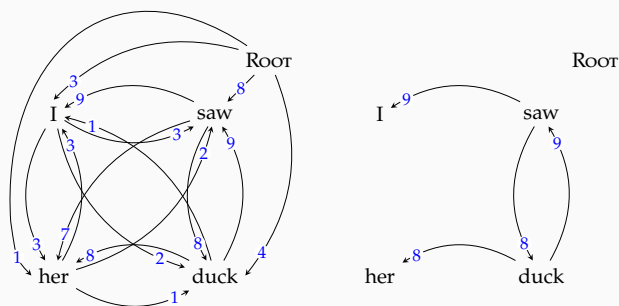 Root Root
3 8
I 9 saw I 9 saw
1 3
3 2 9 9
7
3 8 2 8 8 8
1 her duck 4 her duck
1